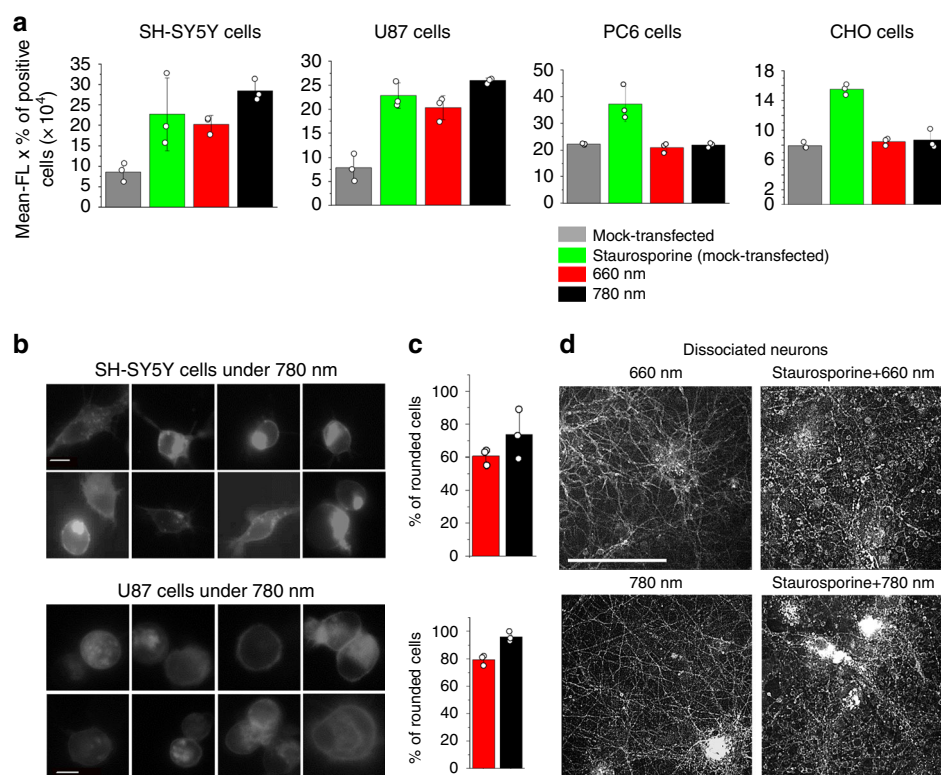 a
SH-SY5Y cells
U87 cells
PC6 cells
CHO cells
Mean-FL x % of positive
cells (× 10⁴)
35
30
25
20
15
10
5
0
30
25
20
15
10
5
0
50
40
30
20
10
0
18
16
12
10
8
6
4
2
0
Mock-transfected
Staurosporine (mock-transfected)
660 nm
780 nm
b
SH-SY5Y cells under 780 nm
U87 cells under 780 nm
c
% of rounded cells
100
80
60
40
20
0
% of rounded cells
100
80
60
40
20
0
d
Dissociated neurons
660 nm
Staurosporine+660 nm
780 nm
Staurosporine+780 nm